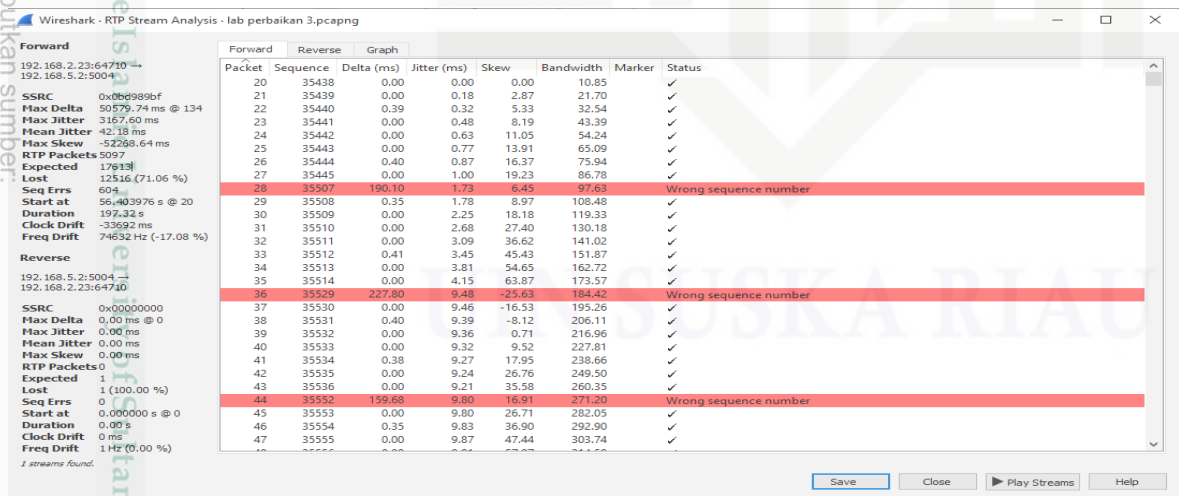 Wireshark · RTP Stream Analysis · lab perbaikan 3.pcapng
Forward
192.168.2.23:64710 →
192.168.5.2:5004
SSRC 0x0bd989bf
Max Delta 50579.74 ms @ 134
Max Jitter 3167.60 ms
Mean Jitter 42.18 ms
Max Skew -52268.64 ms
RTP Packets 5097
Expected 17613
Lost 12516 (71.06 %)
Seq Errs 604
Start at 56.403976 s @ 20
Duration 197.32 s
Clock Drift -33692 ms
Freq Drift 74632 Hz (-17.08 %)
Reverse
192.168.5.2:5004 →
192.168.2.23:64710
SSRC 0x00000000
Max Delta 0.00 ms @ 0
Max Jitter 0.00 ms
Mean Jitter 0.00 ms
Max Skew 0.00 ms
RTP Packets 0
Expected 1
Lost 1 (100.00 %)
Seq Errs 0
Start at 0.000000 s @ 0
Duration 0.00 s
Clock Drift 0 ms
Freq Drift 1 Hz (0.00 %)
1 streams found.
Forward Reverse Graph
Packet Sequence Delta (ms) Jitter (ms) Skew Bandwidth Marker Status
20 35438 0.00 0.00 0.00 10.85 ✓
21 35439 0.00 0.18 2.87 21.70 ✓
22 35440 0.39 0.32 5.33 32.54 ✓
23 35441 0.00 0.48 8.19 43.39 ✓
24 35442 0.00 0.63 11.05 54.24 ✓
25 35443 0.00 0.77 13.91 65.09 ✓
26 35444 0.40 0.87 16.37 75.94 ✓
27 35445 0.00 1.00 19.23 86.78 ✓
28 35507 190.10 1.73 6.45 97.63 Wrong sequence number
29 35508 0.35 1.78 8.97 108.48 ✓
30 35509 0.00 2.25 18.18 119.33 ✓
31 35510 0.00 2.68 27.40 130.18 ✓
32 35511 0.00 3.09 36.62 141.02 ✓
33 35512 0.41 3.45 45.43 151.87 ✓
34 35513 0.00 3.81 54.65 162.72 ✓
35 35514 0.00 4.15 63.87 173.57 ✓
36 35529 227.80 9.48 -25.63 184.42 Wrong sequence number
37 35530 0.00 9.46 -16.53 195.26 ✓
38 35531 0.40 9.39 -8.12 206.11 ✓
39 35532 0.00 9.36 0.71 216.96 ✓
40 35533 0.00 9.32 9.52 227.81 ✓
41 35534 0.38 9.27 17.95 238.66 ✓
42 35535 0.00 9.24 26.76 249.50 ✓
43 35536 0.00 9.21 35.58 260.35 ✓
44 35552 159.68 9.80 16.91 271.20 Wrong sequence number
45 35553 0.00 9.80 26.71 282.05 ✓
46 35554 0.35 9.83 36.90 292.90 ✓
47 35555 0.00 9.87 47.44 303.74 ✓
Save Close Play Streams Help
UIN SUSKA RIAU
sumber: